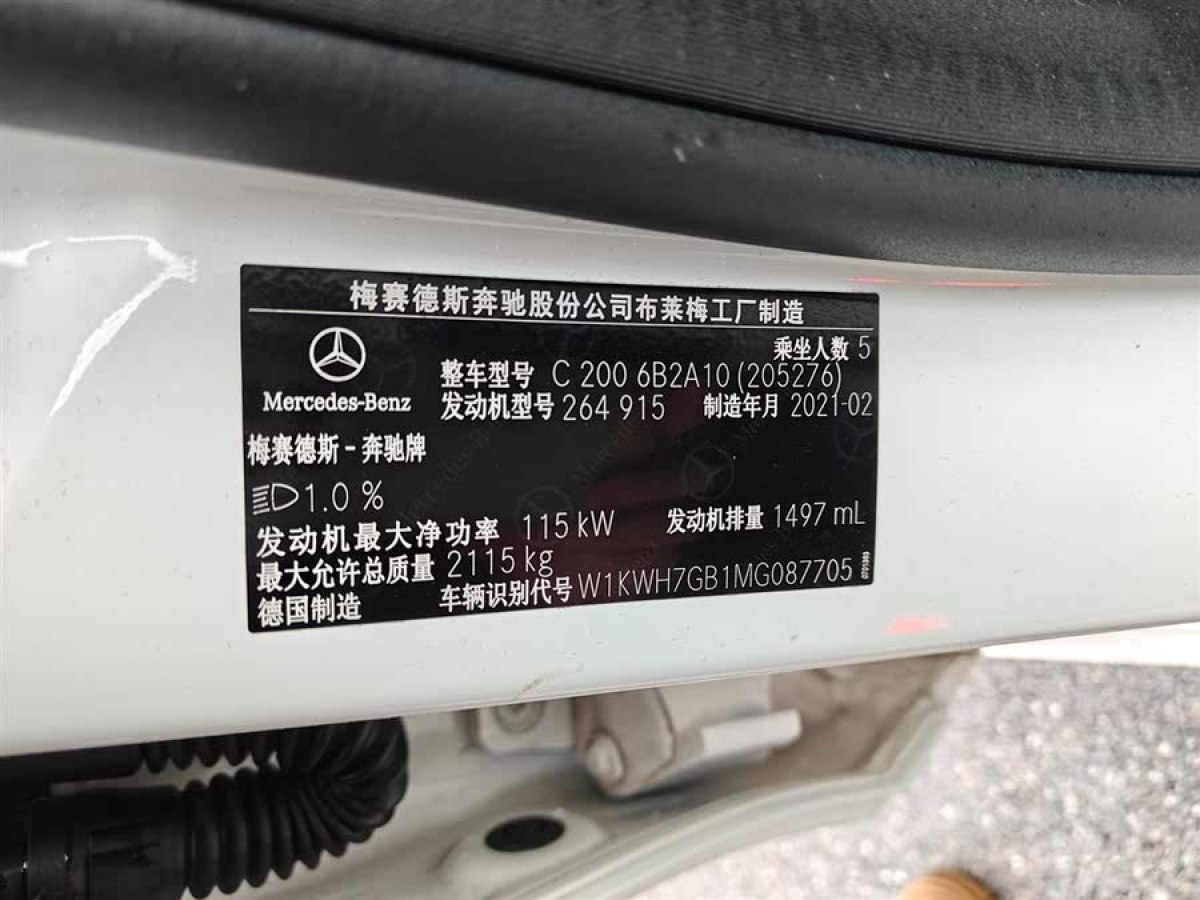 梅赛德斯奔驰股份公司布莱梅工厂制造
乘坐人数 5
Mercedes-Benz
整车型号 C 200 6B2A10 (205276)
发动机型号 264 915 制造年月 2021-02
梅赛德斯-奔驰牌
1.0 %
发动机最大净功率 115 kW 发动机排量 1497 mL
最大允许总质量 2115 kg
德国制造 车辆识别代号 W1KWH7GB1MG087705